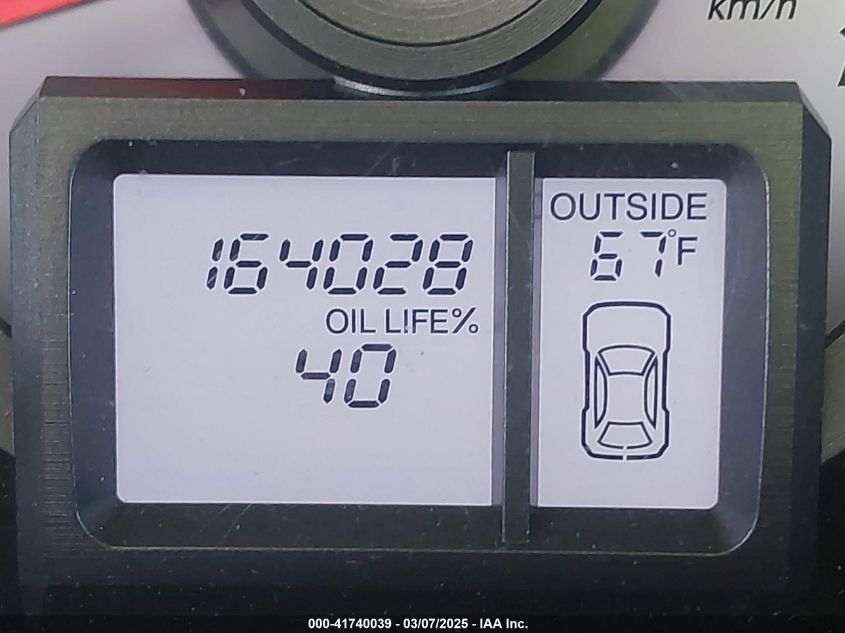 km/h
164028
OIL LIFE%
40
OUTSIDE
67°F
000-41740039 - 03/07/2025 - IAA Inc.